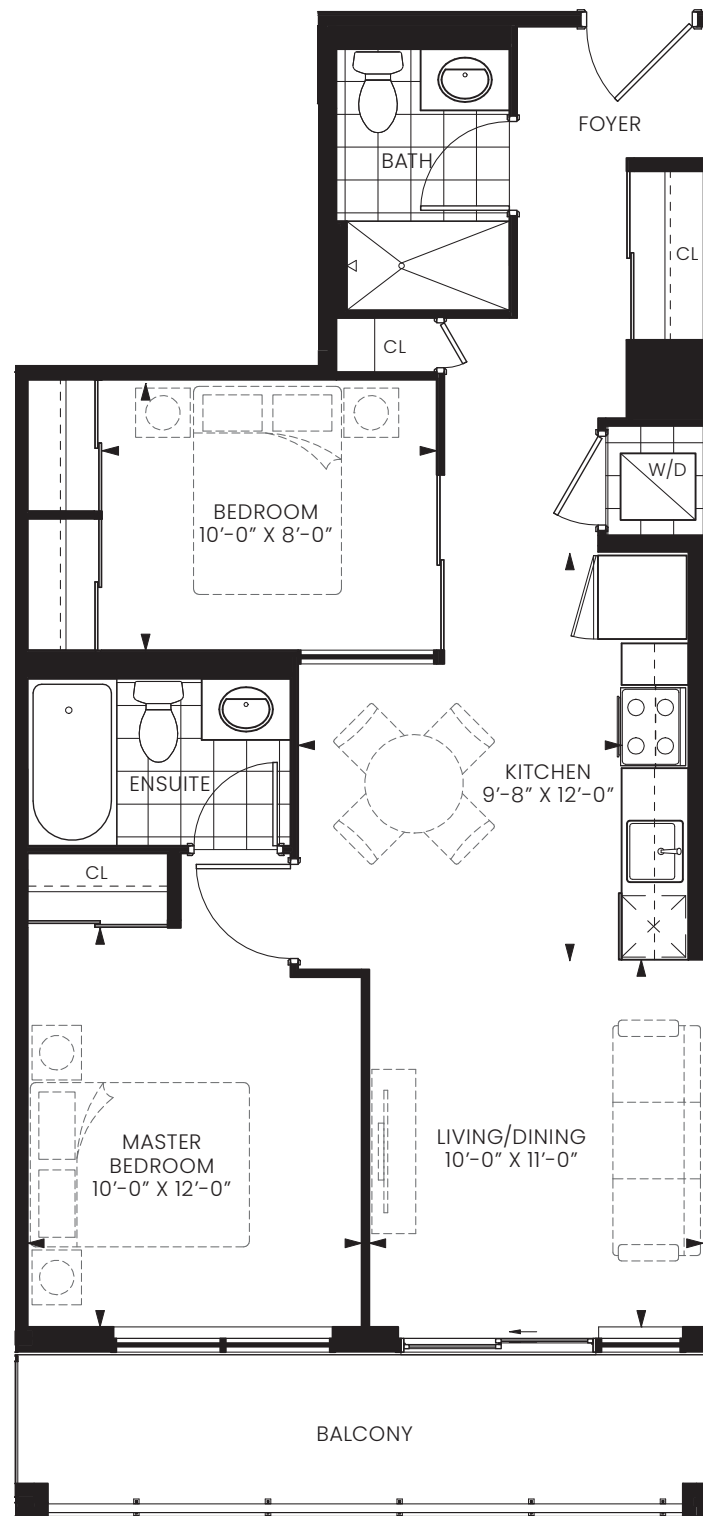 FOYER
BATH
CL
CL
W/D
BEDROOM
10’-0” X 8’-0”
KITCHEN
9’-8” X 12’-0”
ENSUITE
CL
MASTER
BEDROOM
10’-0” X 12’-0”
LIVING/DINING
10’-0” X 11’-0”
BALCONY